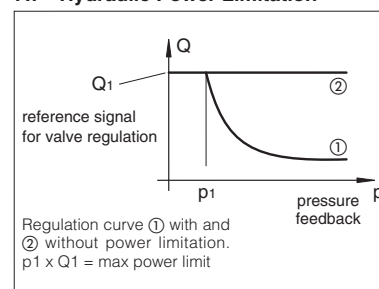 Hydraulic Power Limitation
Q
Q1
reference signal
for valve regulation
②
①
p1
p
pressure
feedback
Regulation curve ① with and
② without power limitation.
p1 x Q1 = max power limit